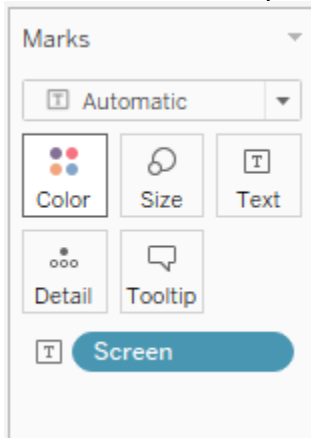 Marks
T Automatic
Color Size T Text
Detail Tooltip
T Screen